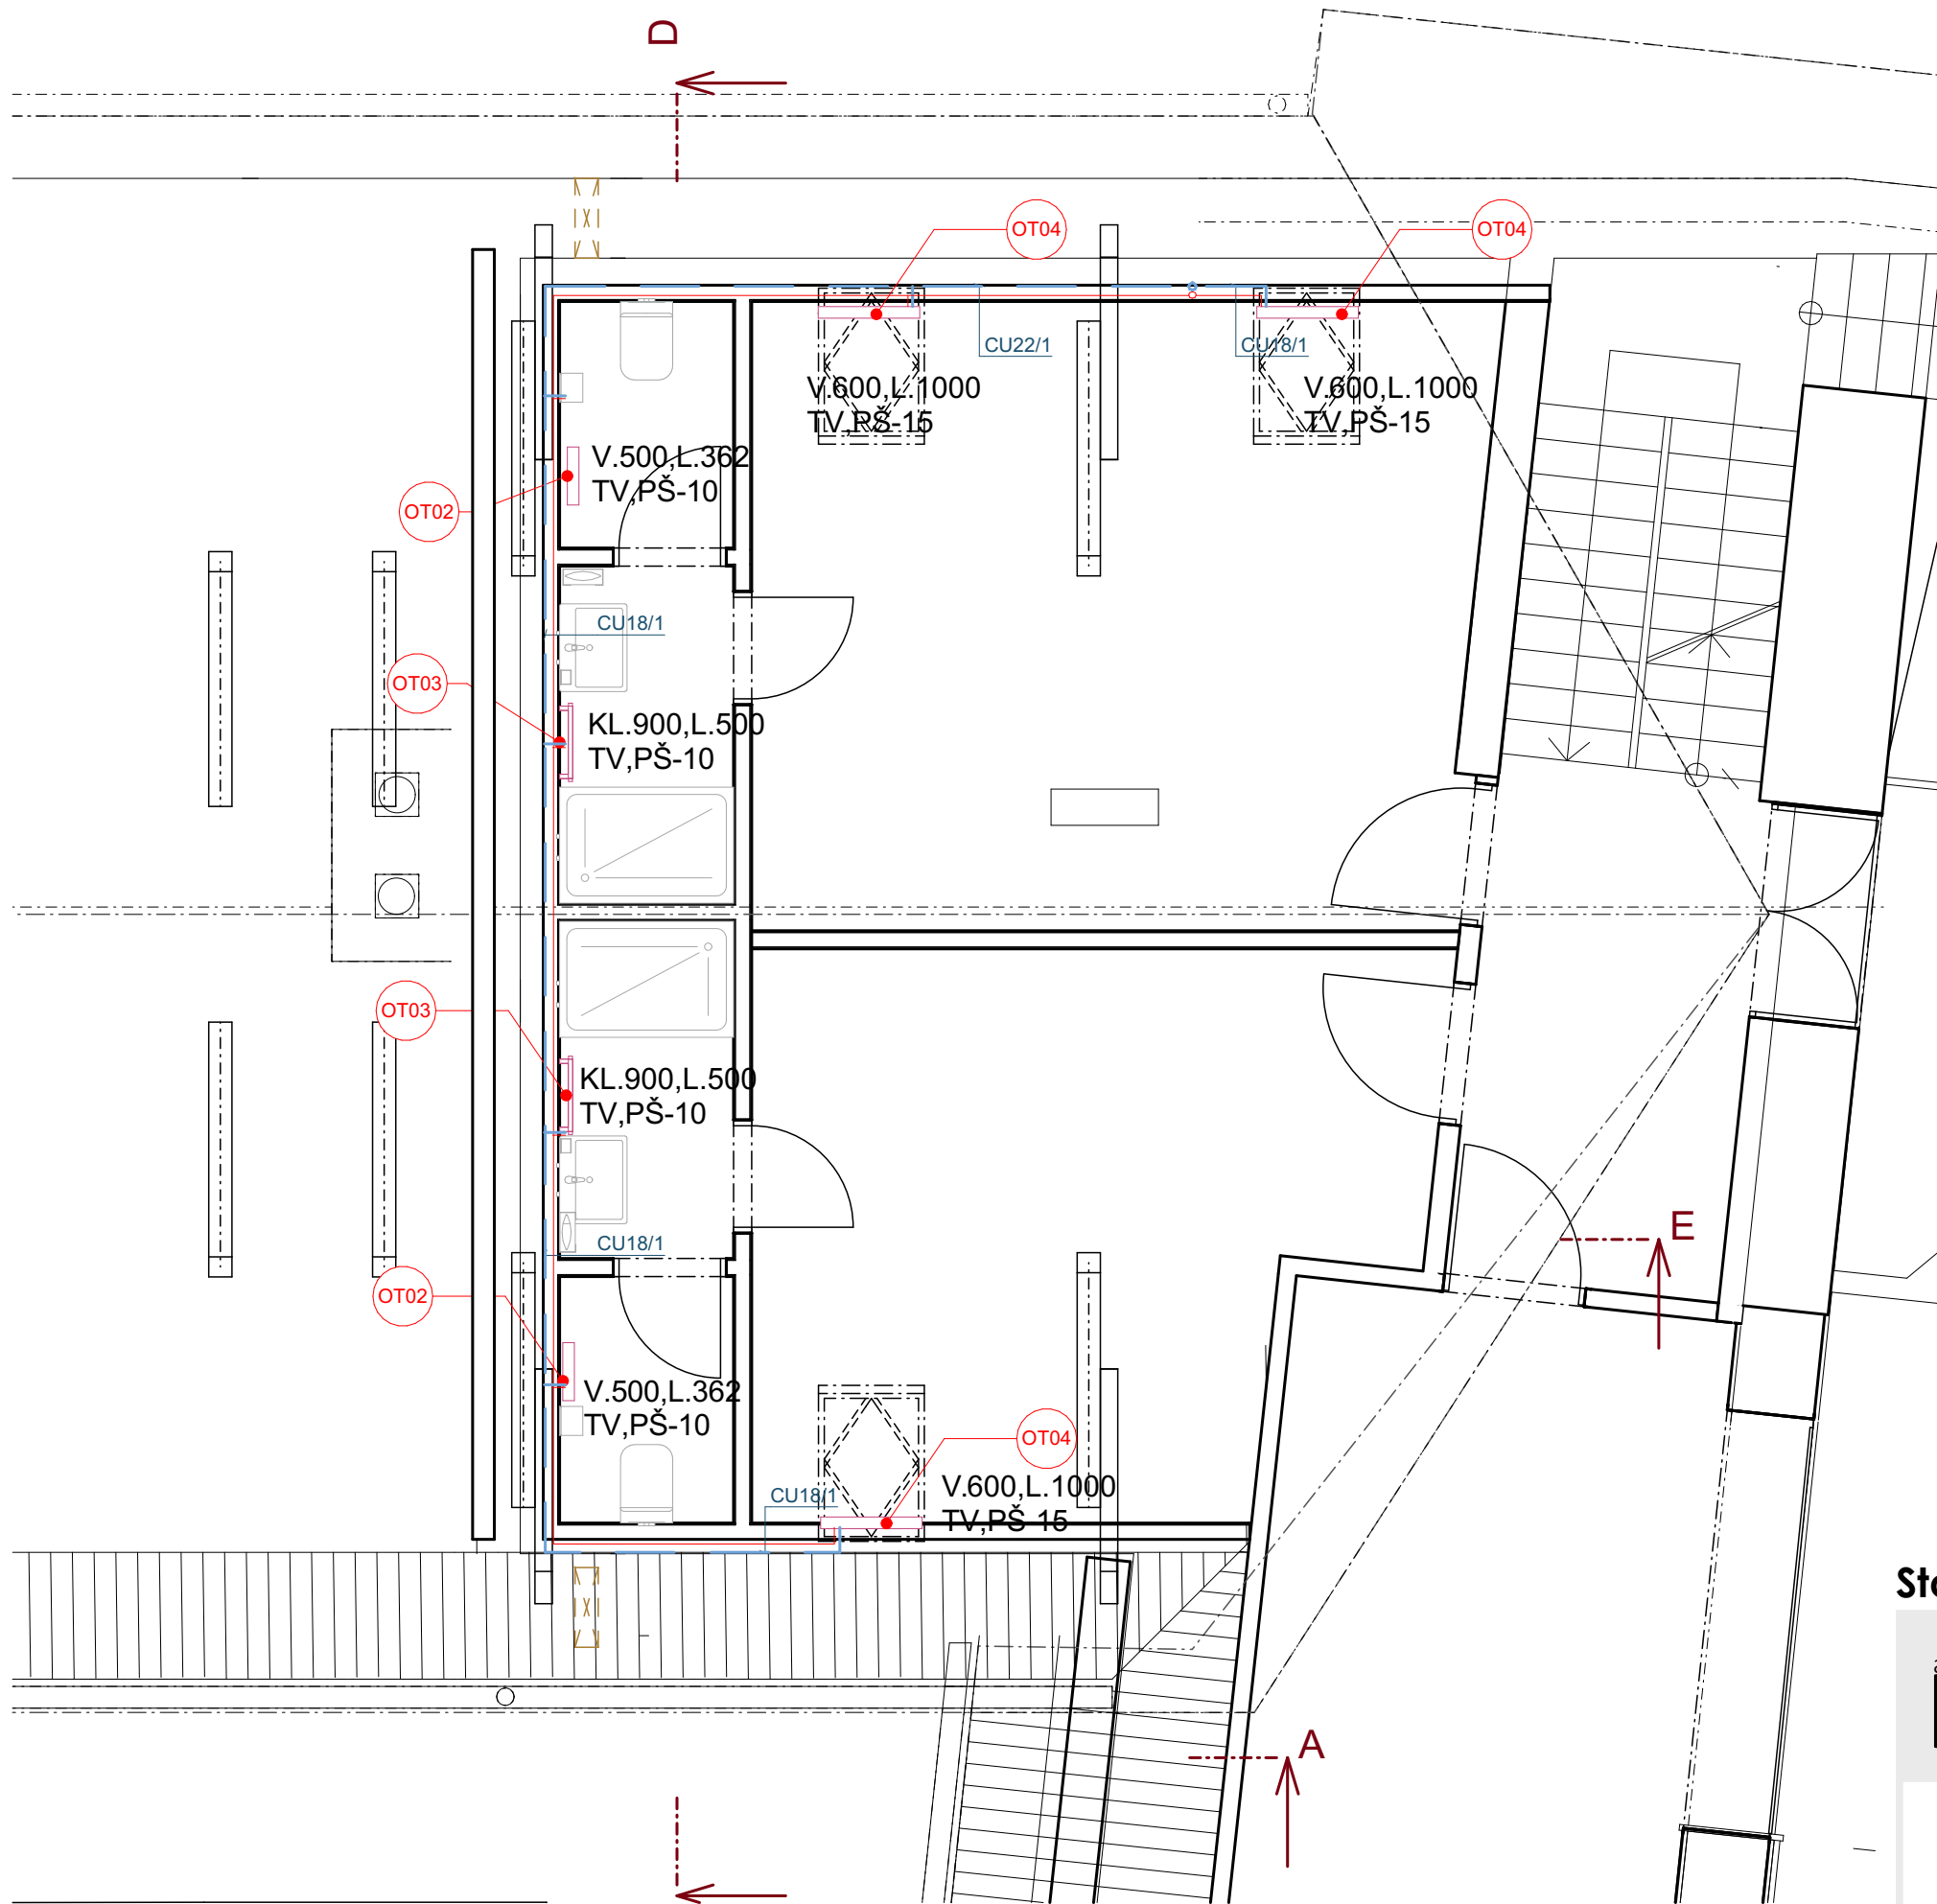 D
OT04
OT04
CU22/1
CU18/1
V.600,L.1000
TV,PŠ-15
V.600,L.1000
TV,PŠ-15
V.500,L.362
TV,PŠ-10
OT02
CU18/1
OT03
KL.900,L.500
TV,PŠ-10
OT03
KL.900,L.500
TV,PŠ-10
E
CU18/1
OT02
V.500,L.362
TV,PŠ-10
OT04
V.600,L.1000
TV,PŠ-15
CU18/1
A